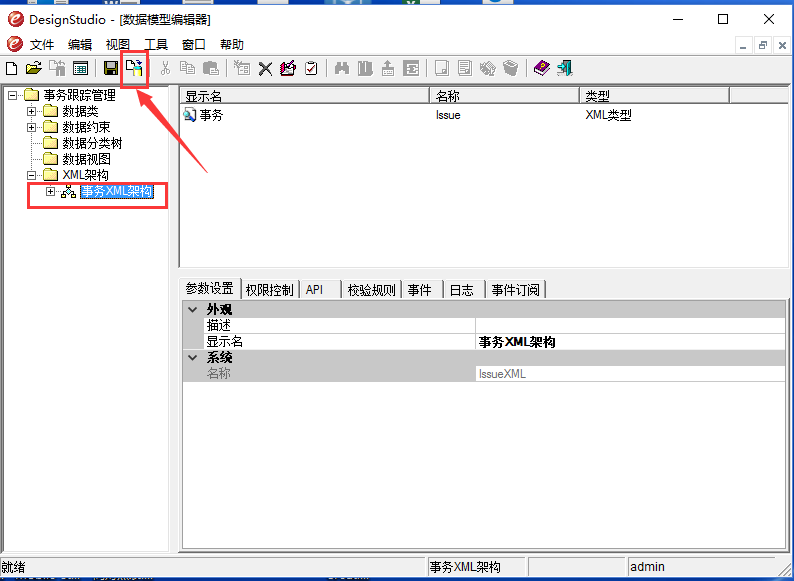 DesignStudio - [数据模型编辑器]
文件 编辑 视图 工具 窗口 帮助
事务跟踪管理
数据类
数据约束
数据分类树
数据视图
XML架构
事务XML架构
显示名 名称 类型
事务 Issue XML类型
参数设置 权限控制 API 校验规则 事件 日志 事件订阅
外观
描述
显示名 事务XML架构
系统
名称 IssueXML
就绪 事务XML架构 admin